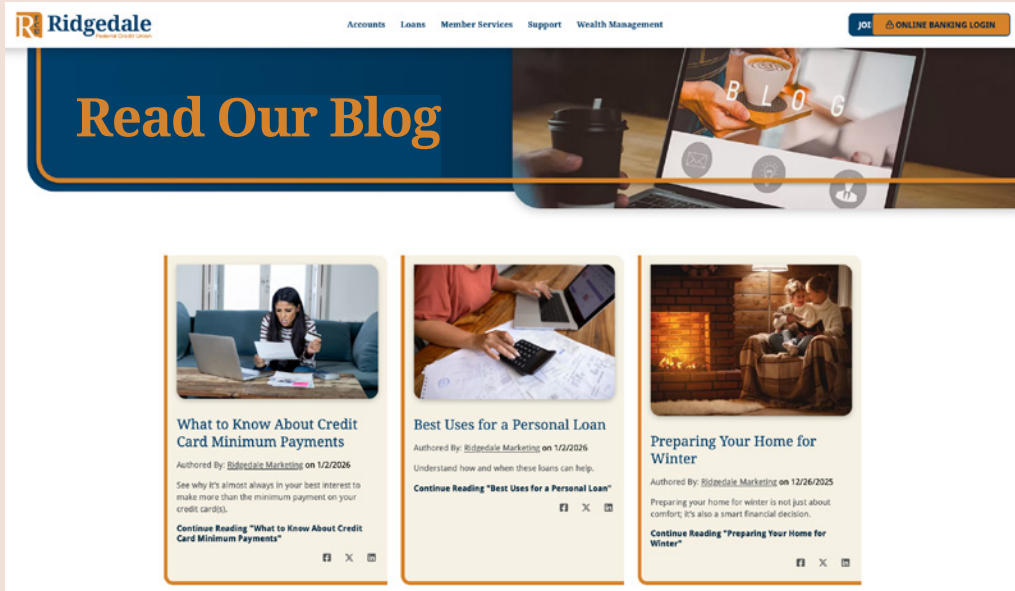 Ridgedale
Federal Credit Union
Accounts Loans Member Services Support Wealth Management
JOI ONLINE BANKING LOGIN
Read Our Blog
BLOG
What to Know About Credit
Card Minimum Payments
Authored By: Ridgedale Marketing on 1/2/2026
See why it's almost always in your best interest to
make more than the minimum payment on your
credit card(s).
Continue Reading "What to Know About Credit
Card Minimum Payments"
Best Uses for a Personal Loan
Authored By: Ridgedale Marketing on 1/2/2026
Understand how and when these loans can help.
Continue Reading "Best Uses for a Personal Loan"
Preparing Your Home for
Winter
Authored By: Ridgedale Marketing on 12/26/2025
Preparing your home for winter is not just about
comfort; it's also a smart financial decision.
Continue Reading "Preparing Your Home for
Winter"